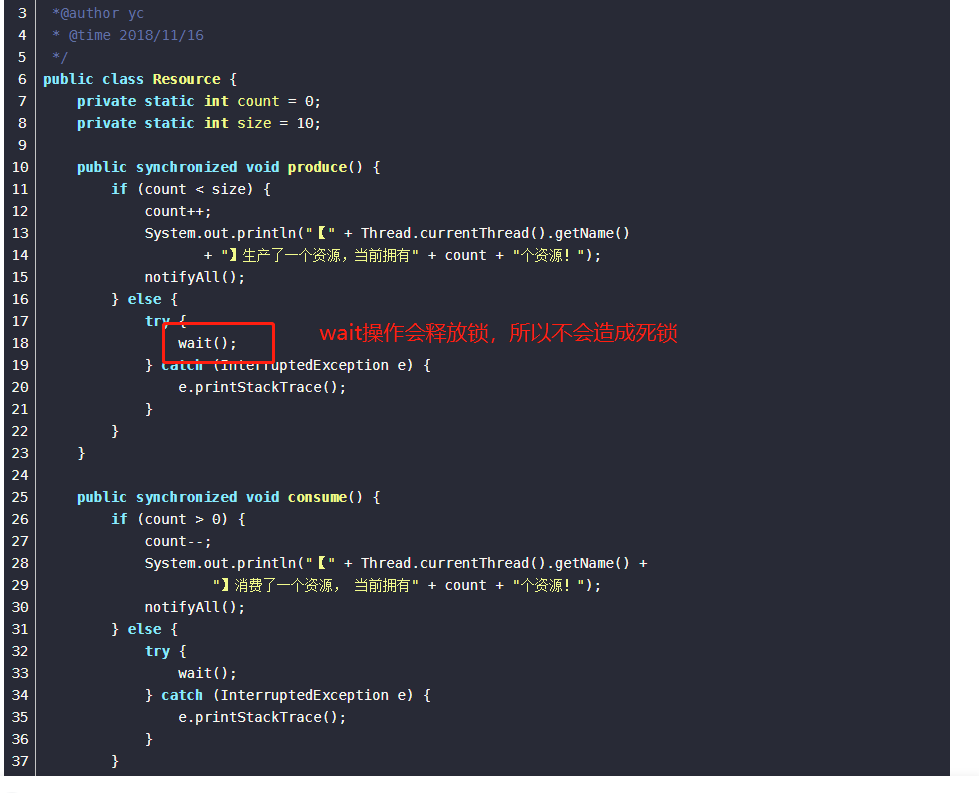 3 *@author yc
4 * @time 2018/11/16
5 */
6 public class Resource {
7 private static int count = 0;
8 private static int size = 10;
9
10 public synchronized void produce() {
11 if (count < size) {
12 count++;
13 System.out.println("【" + Thread.currentThread().getName()
14 + "】生产了一个资源，当前拥有" + count + "个资源！");
15 notifyAll();
16 } else {
17 try {
18 wait(); wait操作会释放锁，所以不会造成死锁
19 } catch (InterruptedException e) {
20 e.printStackTrace();
21 }
22 }
23 }
24
25 public synchronized void consume() {
26 if (count > 0) {
27 count--;
28 System.out.println("【" + Thread.currentThread().getName() +
29 "】消费了一个资源， 当前拥有" + count + "个资源！");
30 notifyAll();
31 } else {
32 try {
33 wait();
34 } catch (InterruptedException e) {
35 e.printStackTrace();
36 }
37 }